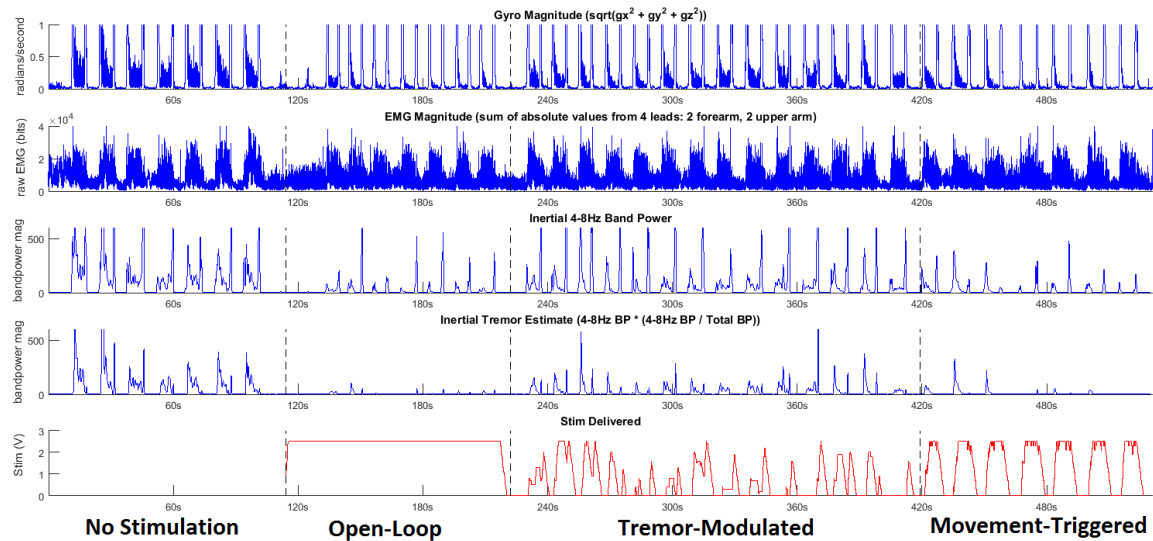 Gyro Magnitude (sqrt(gx² + gy² + gz²))
radians/second
1
0.5
0
60s 120s 180s 240s 300s 360s 420s 480s
EMG Magnitude (sum of absolute values from 4 leads: 2 forearm, 2 upper arm)
×10⁴
raw EMG (bits)
4
2
0
60s 120s 180s 240s 300s 360s 420s 480s
Inertial 4-8Hz Band Power
bandpower mag
500
0
60s 120s 180s 240s 300s 360s 420s 480s
Inertial Tremor Estimate (4-8Hz BP * (4-8Hz BP / Total BP))
bandpower mag
500
0
60s 120s 180s 240s 300s 360s 420s 480s
Stim Delivered
Stim (V)
3
2
1
0
60s 120s 180s 240s 300s 360s 420s 480s
No Stimulation Open-Loop Tremor-Modulated Movement-Triggered